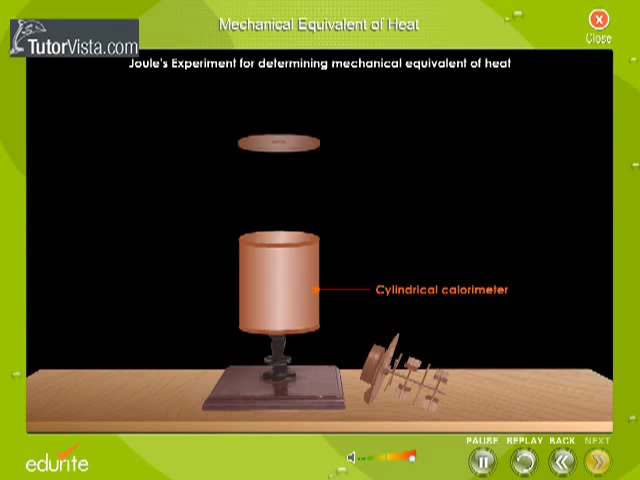 Mechanical Equivalent of Heat
Close
TutorVista.com
Joule's Experiment for determining mechanical equivalent of heat
Cylindrical calorimeter
PAUSE REPLAY BACK NEXT
edurite